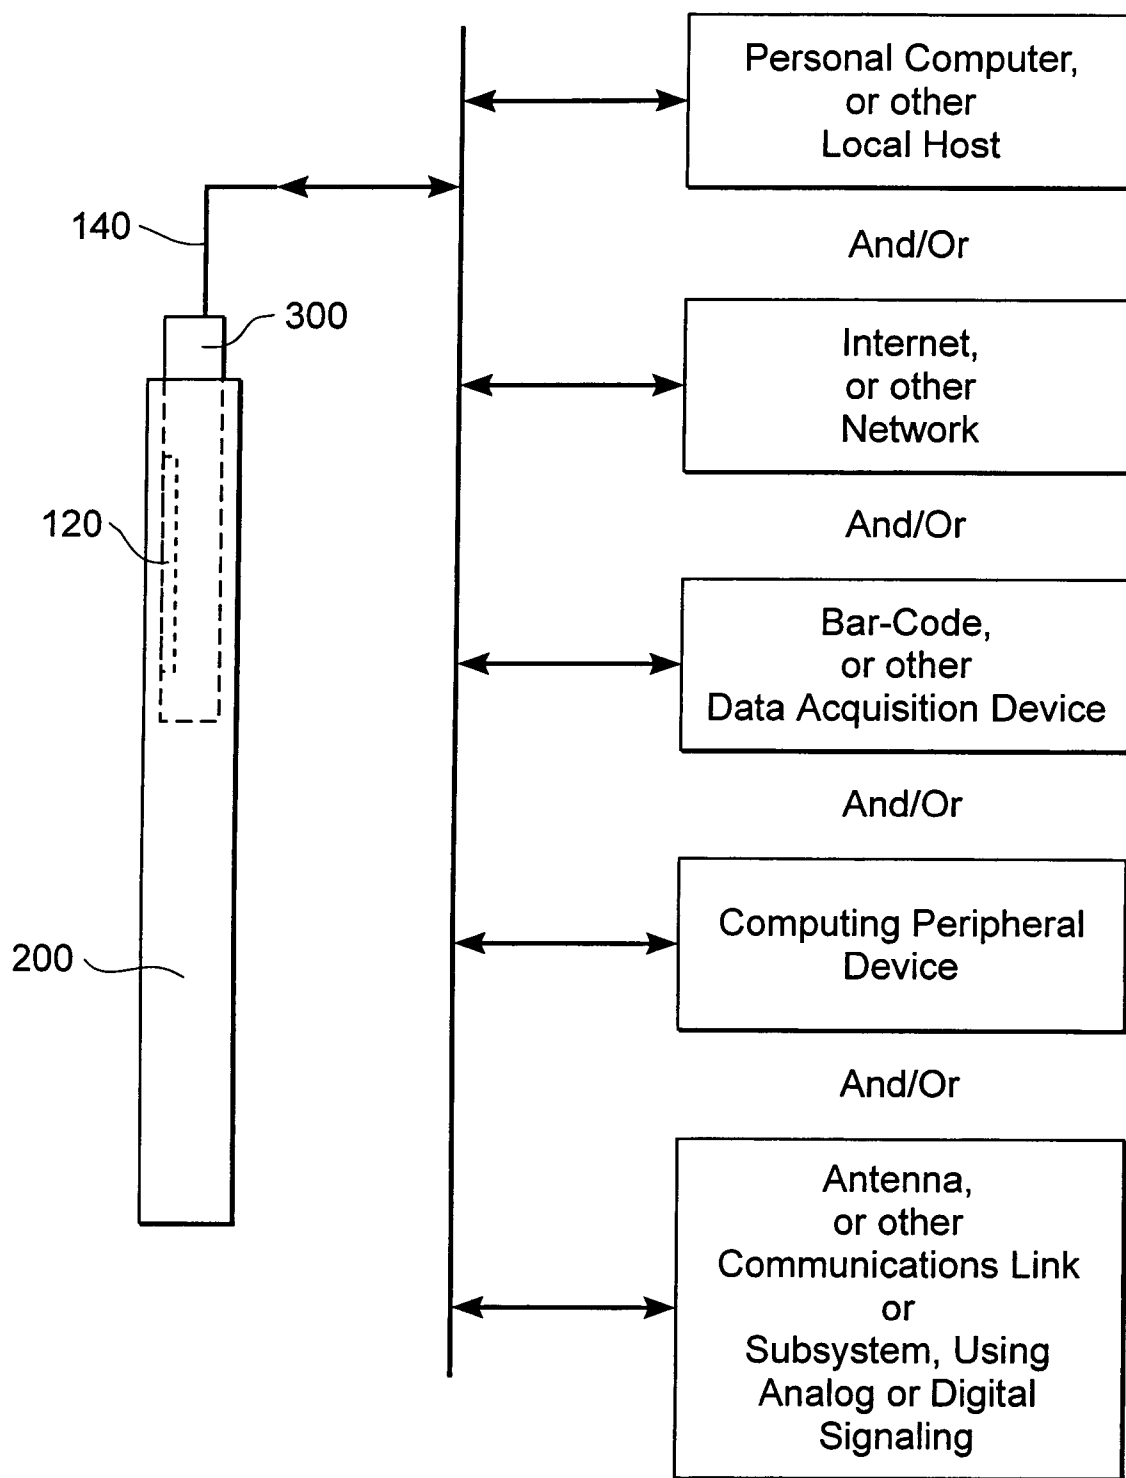 Personal Computer,
or other
Local Host
140
And/Or
300
Internet,
or other
Network
120
And/Or
Bar-Code,
or other
Data Acquisition Device
And/Or
Computing Peripheral
Device
200
And/Or
Antenna,
or other
Communications Link
or
Subsystem, Using
Analog or Digital
Signaling